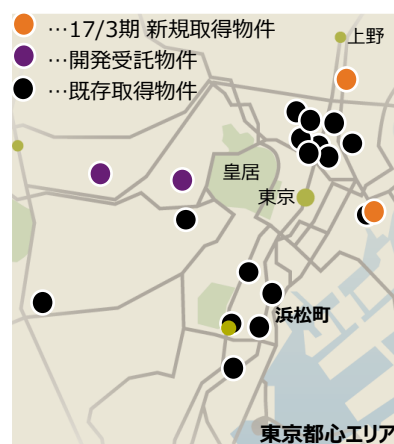 …17/3期 新規取得物件
…開発受託物件
…既存取得物件
上野
皇居
東京
浜松町
東京都心エリア